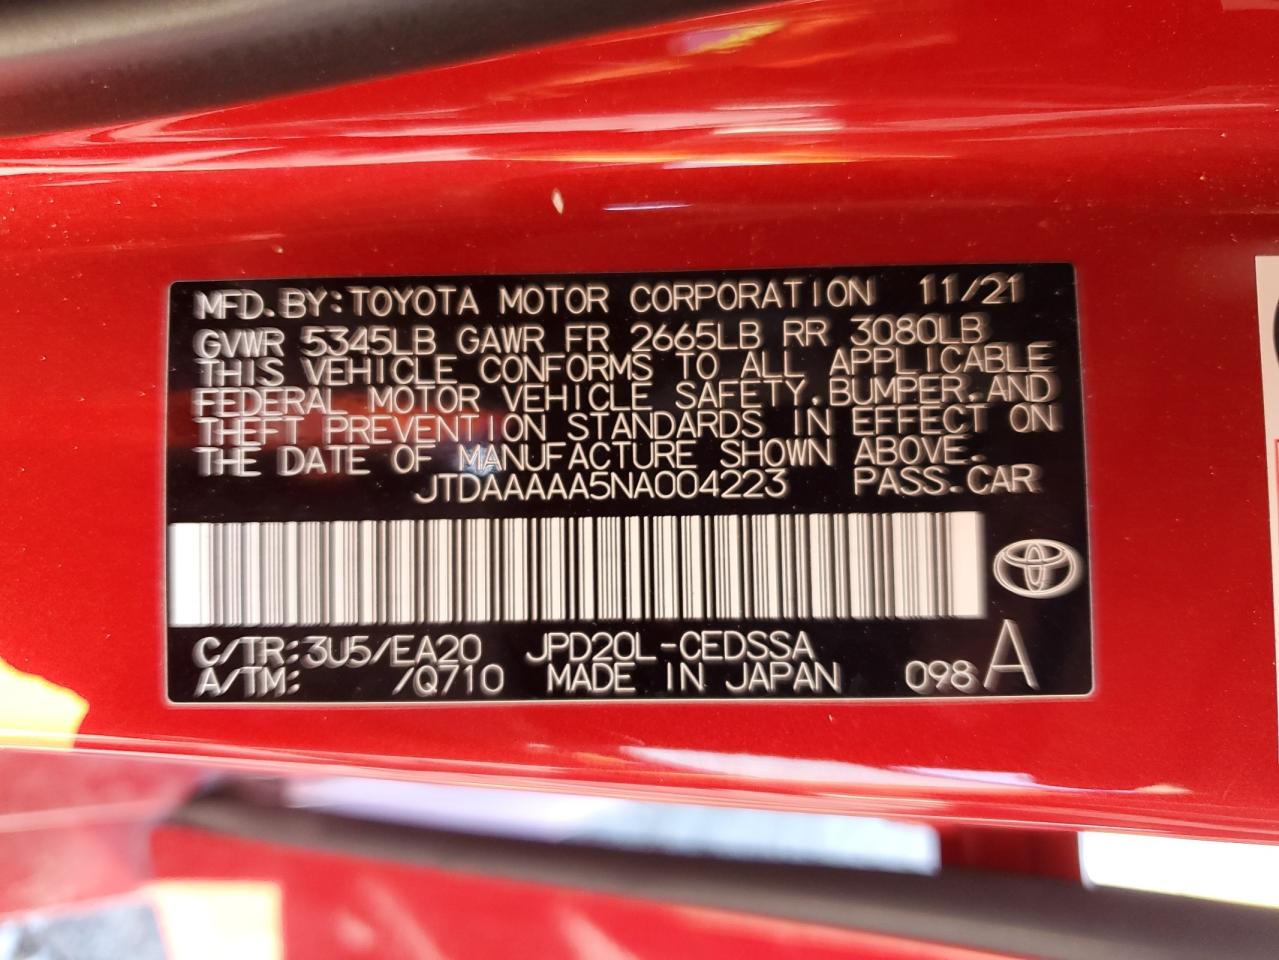 MFD.BY:TOYOTA MOTOR CORPORATION 11/21
GVWR 5345LB GAWR FR 2665LB RR 3080LB
THIS VEHICLE CONFORMS TO ALL APPLICABLE
FEDERAL MOTOR VEHICLE SAFETY.BUMPER.AND
THEFT PREVENTION STANDARDS IN EFFECT ON
THE DATE OF MANUFACTURE SHOWN ABOVE.
JTDAAAAA5NA004223 PASS.CAR
C/TR:3U5/EA20 JPD20L-CEDSSA
A/TM: /Q710 MADE IN JAPAN 098 A